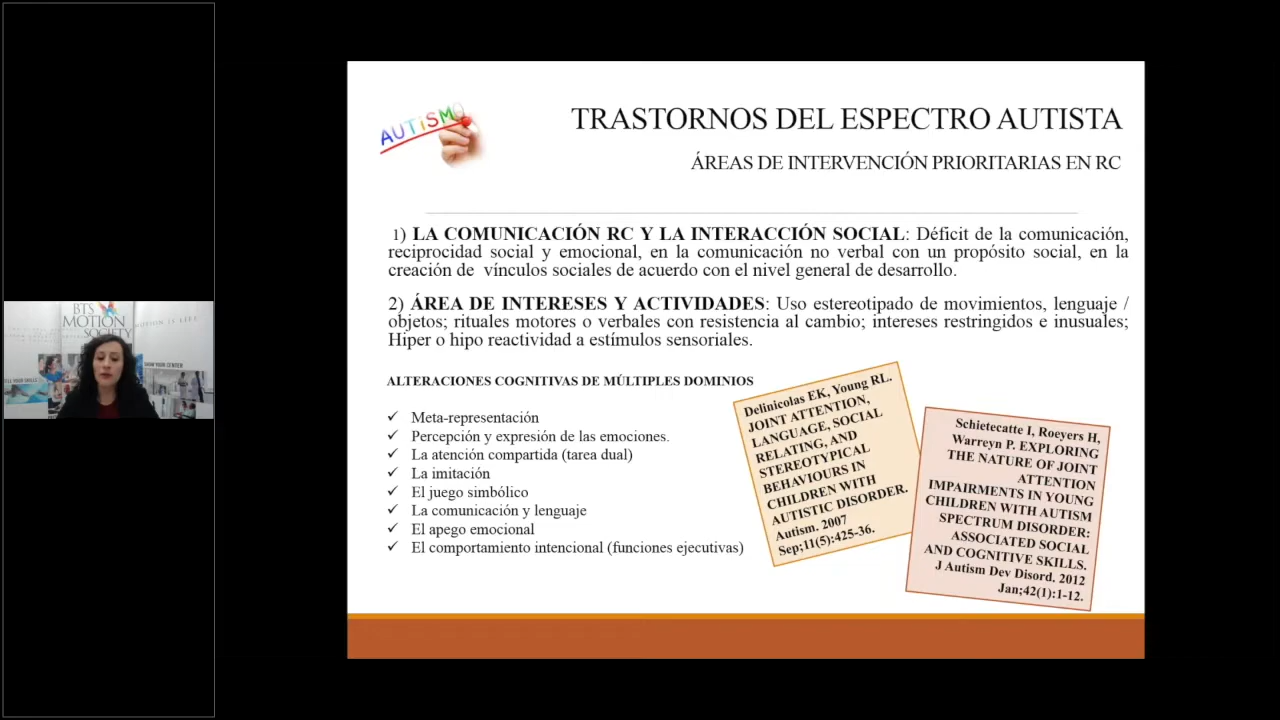 AUTISMO
TRASTORNOS DEL ESPECTRO AUTISTA
ÁREAS DE INTERVENCIÓN PRIORITARIAS EN RC
1) LA COMUNICACIÓN RC Y LA INTERACCIÓN SOCIAL: Déficit de la comunicación,
reciprocidad social y emocional, en la comunicación no verbal con un propósito social, en la
creación de vínculos sociales de acuerdo con el nivel general de desarrollo.
2) ÁREA DE INTERESES Y ACTIVIDADES: Uso estereotipado de movimientos, lenguaje /
objetos; rituales motores o verbales con resistencia al cambio; intereses restringidos e inusuales;
Hiper o hipo reactividad a estímulos sensoriales.
ALTERACIONES COGNITIVAS DE MÚLTIPLES DOMINIOS
✓ Meta-representación
✓ Percepción y expresión de las emociones.
✓ La atención compartida (tarea dual)
✓ La imitación
✓ El juego simbólico
✓ La comunicación y lenguaje
✓ El apego emocional
✓ El comportamiento intencional (funciones ejecutivas)
Delinicolas EK, Young RL.
JOINT ATTENTION,
LANGUAGE, SOCIAL
RELATING, AND
STEREOTYPICAL
BEHAVIOURS IN
CHILDREN WITH
AUTISTIC DISORDER.
Autism. 2007
Sep;11(5):425-36.
Schietecatte I, Roeyers H,
Warreyn P. EXPLORING
THE NATURE OF JOINT
ATTENTION
IMPAIRMENTS IN YOUNG
CHILDREN WITH AUTISM
SPECTRUM DISORDER:
ASSOCIATED SOCIAL
AND COGNITIVE SKILLS.
J Autism Dev Disord. 2012
Jan;42(1):1-12.
BTS
MOTION
SOCIETY